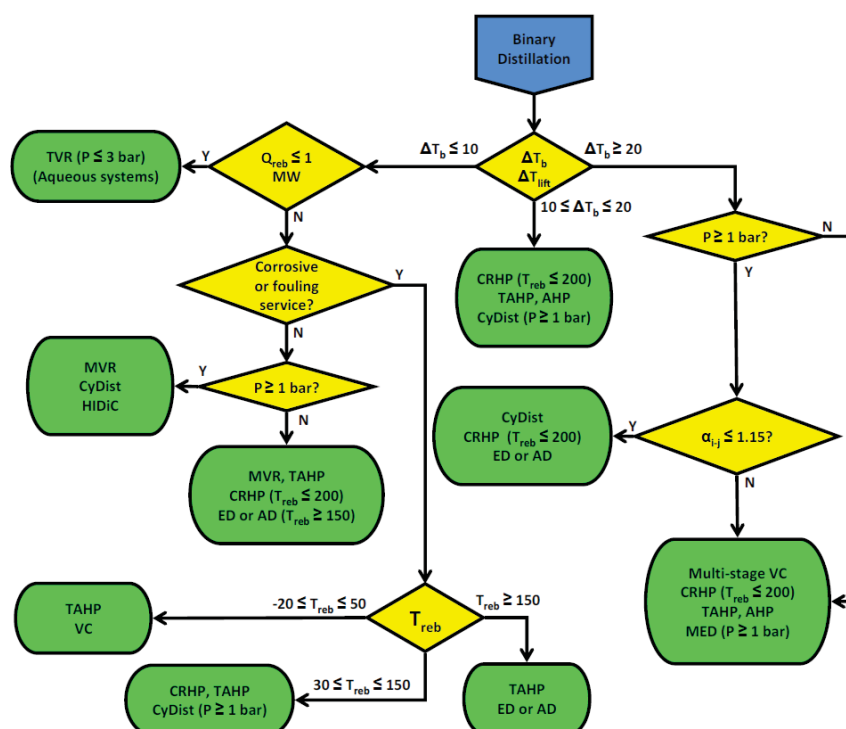 Binary
Distillation
ΔT_b ≤ 10
ΔT_b
ΔT_lift
ΔT_b ≥ 20
10 ≤ ΔT_b ≤ 20
Q_reb ≤ 1
MW
Y
N
TVR (P ≤ 3 bar)
(Aqueous systems)
Corrosive
or fouling
service?
Y
N
CRHP (T_reb ≤ 200)
TAHP, AHP
CyDist (P ≥ 1 bar)
P ≥ 1 bar?
N
Y
P ≥ 1 bar?
Y
N
MVR
CyDist
HIDiC
MVR, TAHP
CRHP (T_reb ≤ 200)
ED or AD (T_reb ≥ 150)
α_i-j ≤ 1.15?
Y
N
CyDist
CRHP (T_reb ≤ 200)
ED or AD
Multi-stage VC
CRHP (T_reb ≤ 200)
TAHP, AHP
MED (P ≥ 1 bar)
T_reb
-20 ≤ T_reb ≤ 50
T_reb ≥ 150
30 ≤ T_reb ≤ 150
TAHP
VC
CRHP, TAHP
CyDist (P ≥ 1 bar)
TAHP
ED or AD